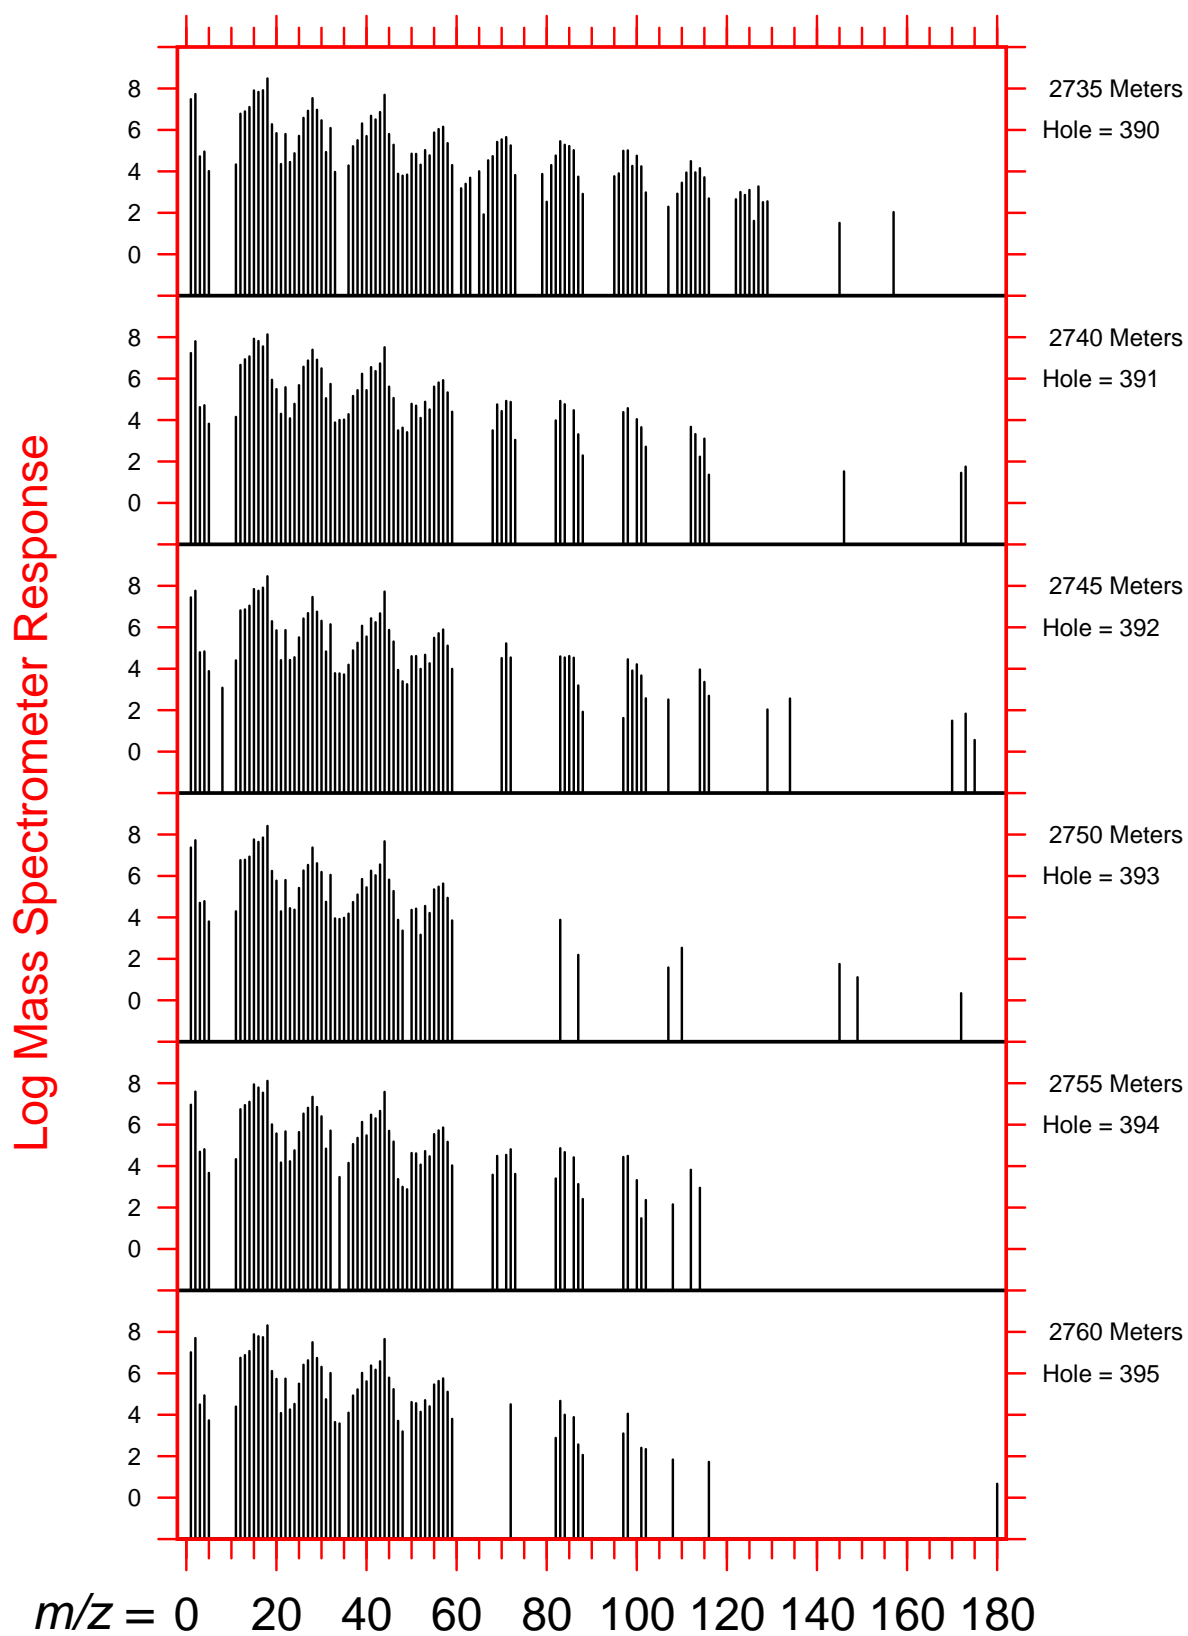 8
6
4
2
0
2735 Meters
Hole = 390
8
6
4
2
0
2740 Meters
Hole = 391
8
6
4
2
0
2745 Meters
Hole = 392
8
6
4
2
0
2750 Meters
Hole = 393
8
6
4
2
0
2755 Meters
Hole = 394
8
6
4
2
0
2760 Meters
Hole = 395
Log Mass Spectrometer Response
m/z = 0 20 40 60 80 100 120 140 160 180